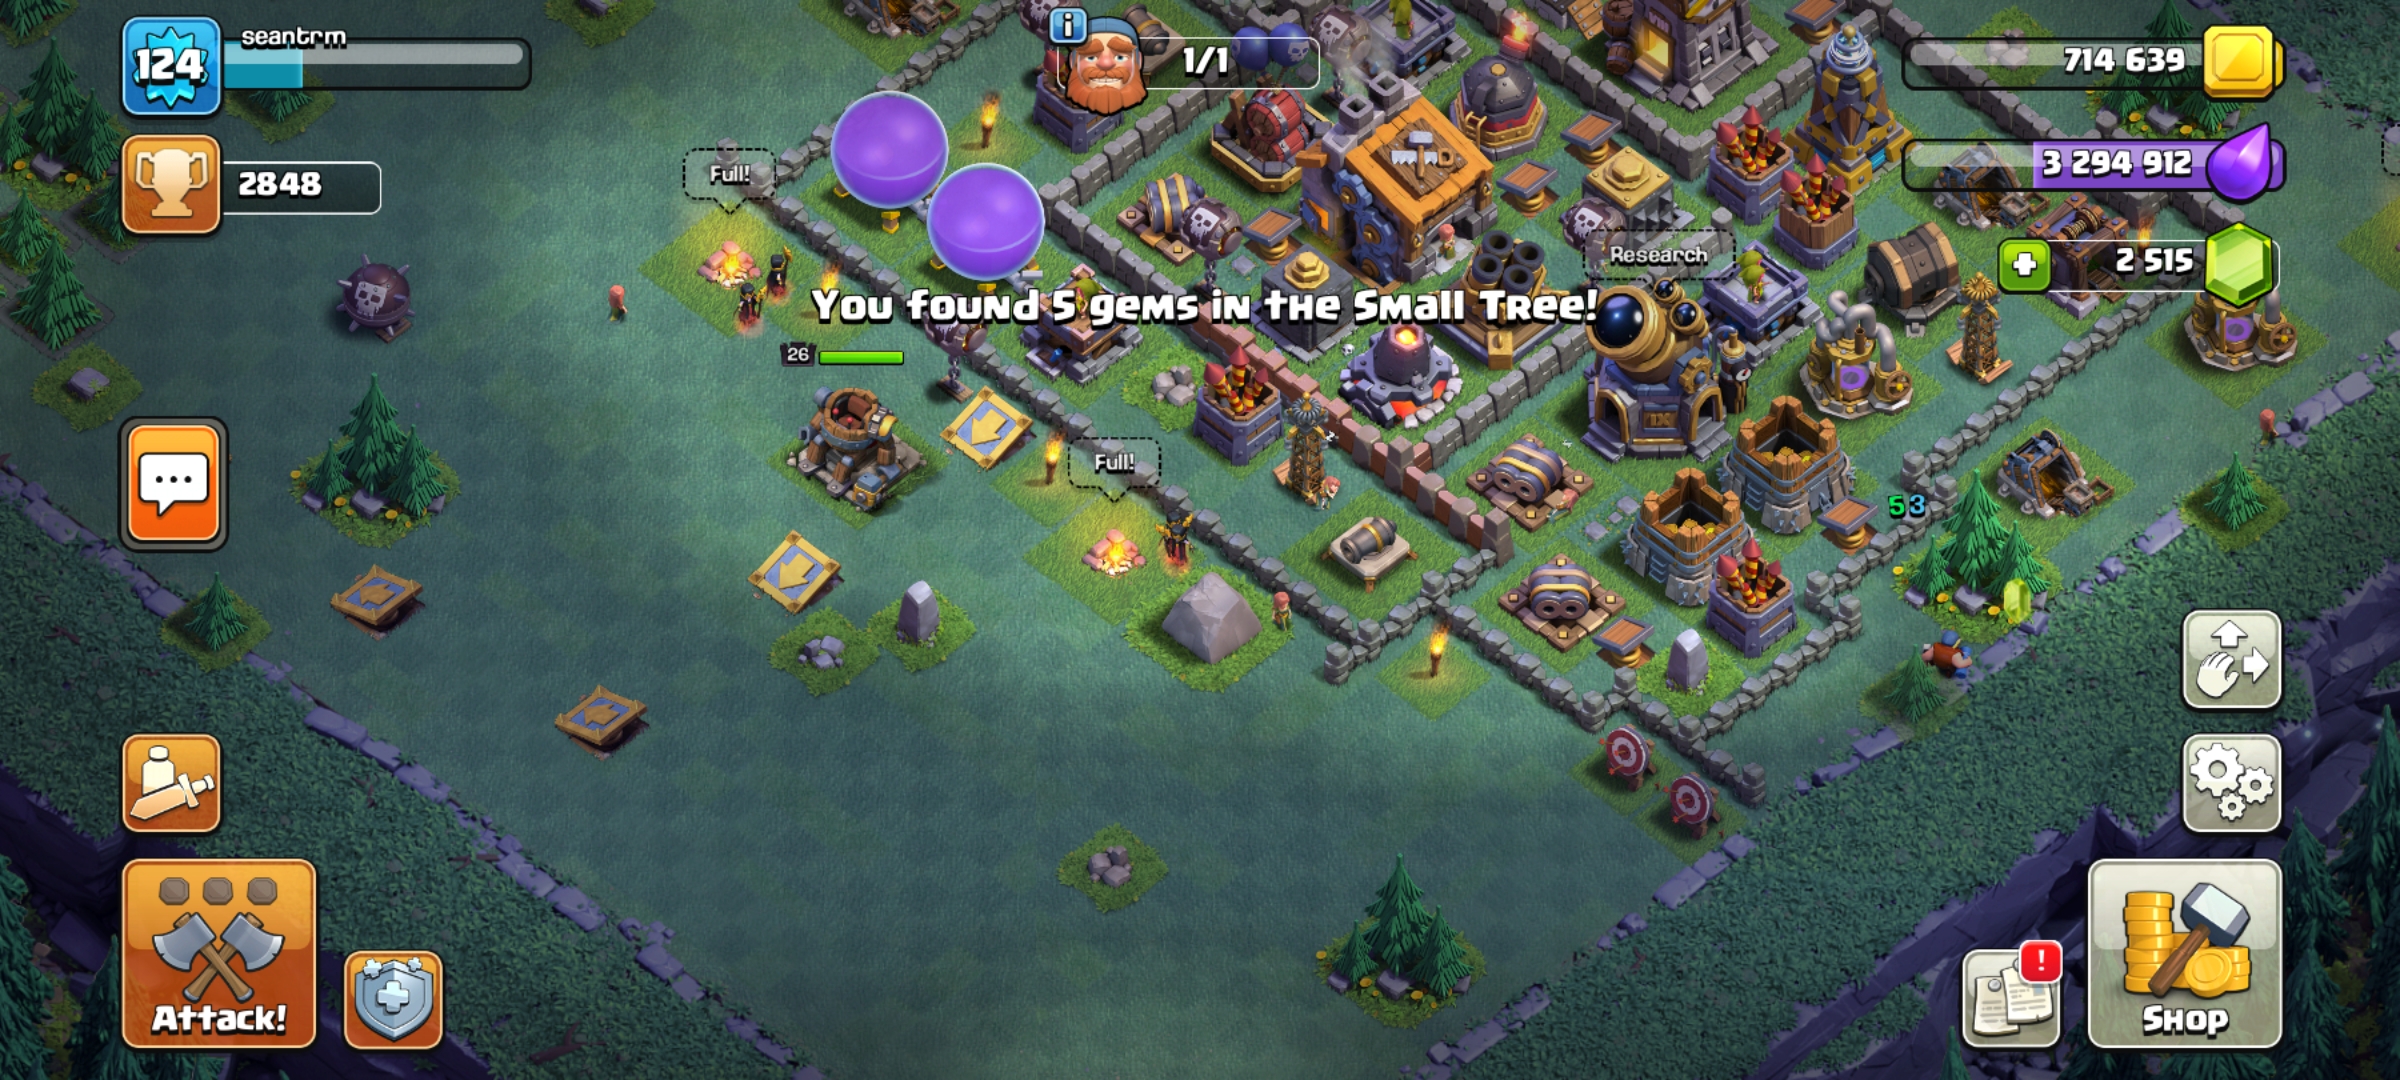 124
seantrm
1/1
714 639
2848
Full!
3 294 912
Research
2 515
You found 5 gems in the Small Tree!
26
IX
Full!
53
Attack!
!
Shop